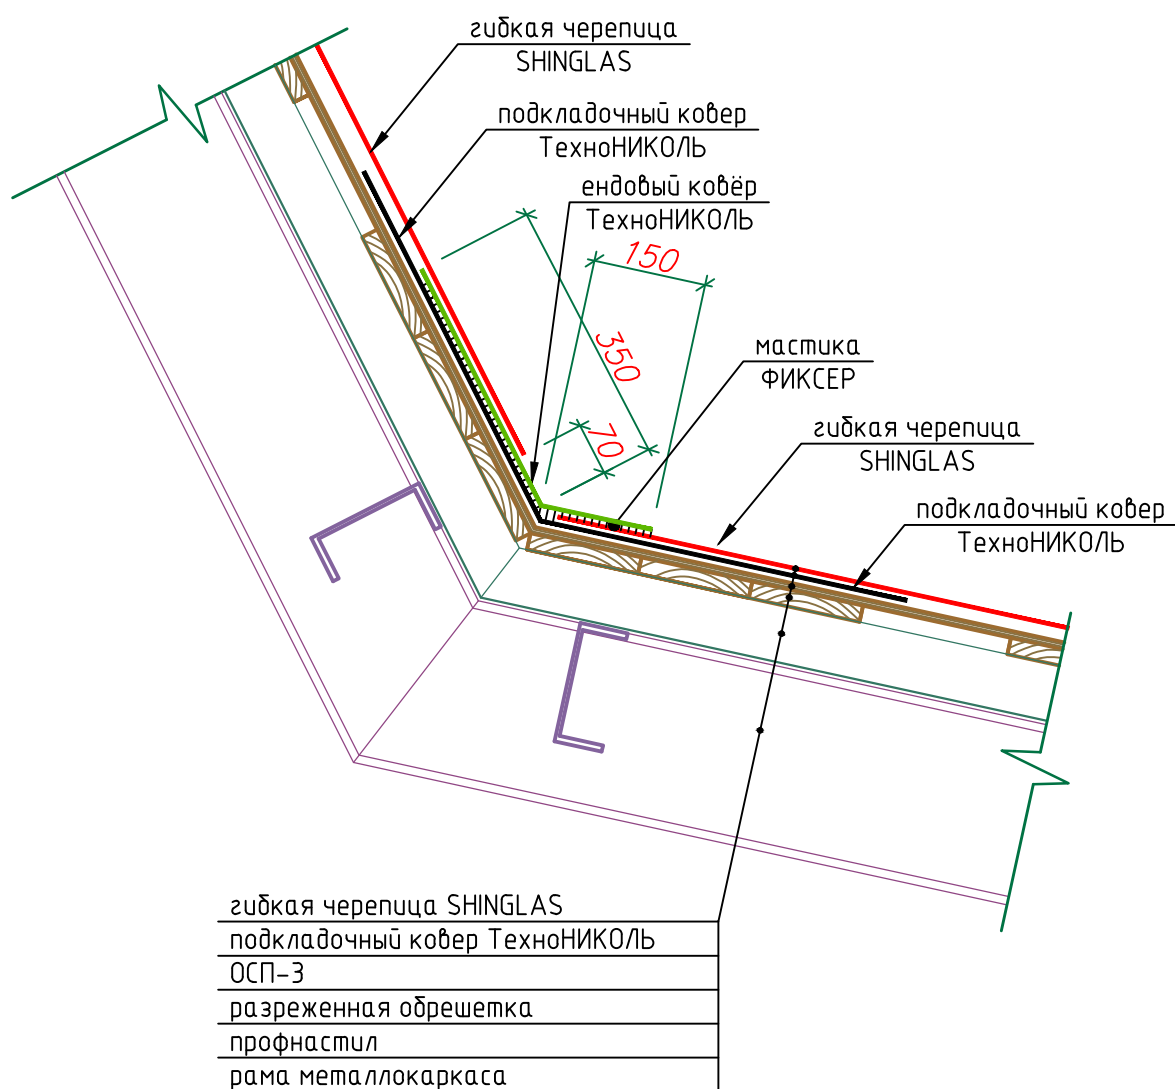 гибкая черепица
SHINGLAS
подкладочный ковер
ТехноНИКОЛЬ
ендовый ковёр
ТехноНИКОЛЬ
150
350
70
мастика
ФИКСЕР
гибкая черепица
SHINGLAS
подкладочный ковер
ТехноНИКОЛЬ
гибкая черепица SHINGLAS
подкладочный ковер ТехноНИКОЛЬ
ОСП-3
разреженная обрешетка
профнастил
рама металлокаркаса